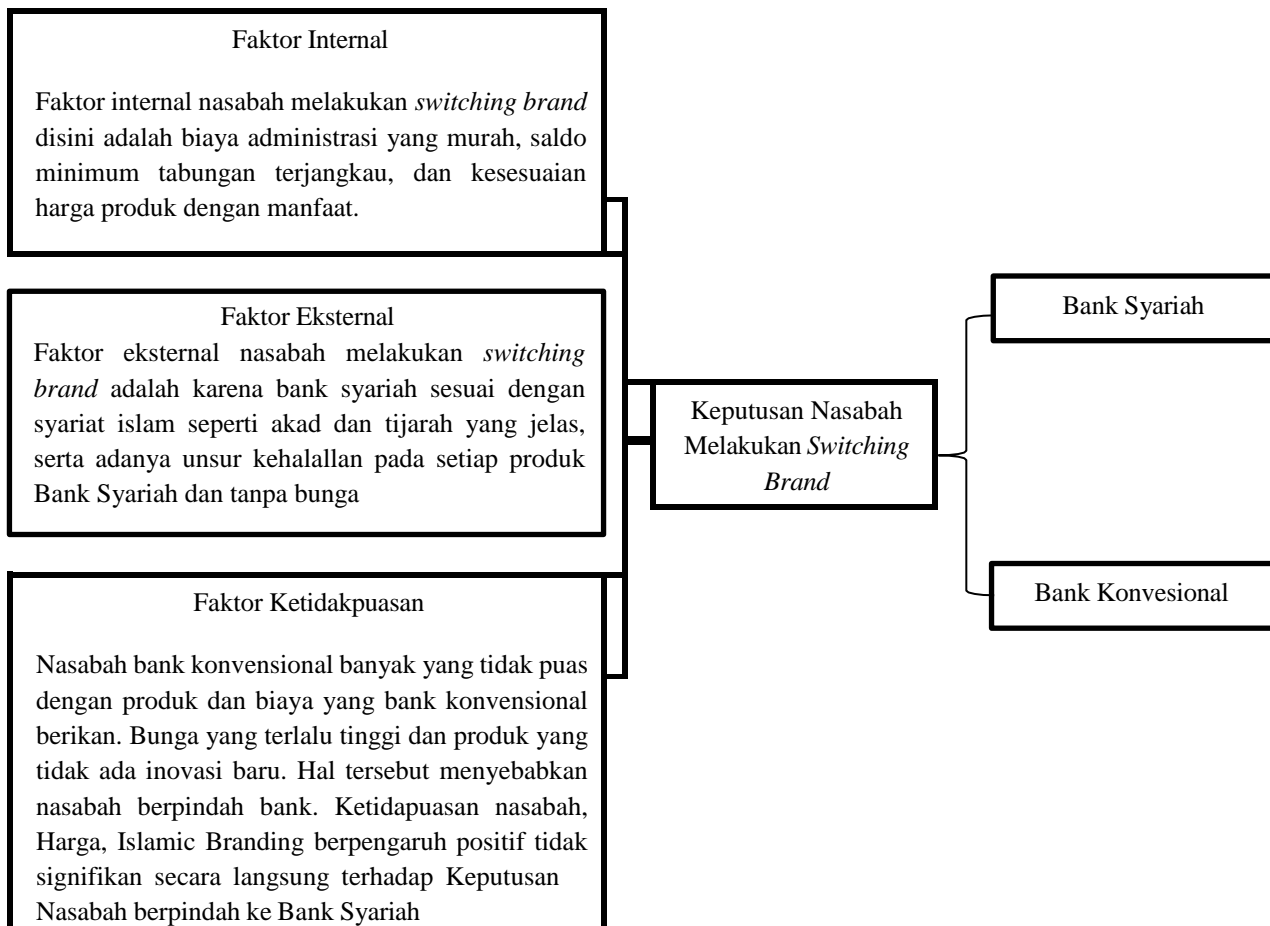 Faktor Internal
Faktor internal nasabah melakukan switching brand
disini adalah biaya administrasi yang murah, saldo
minimum tabungan terjangkau, dan kesesuaian
harga produk dengan manfaat.
Faktor Eksternal
Faktor eksternal nasabah melakukan switching
brand adalah karena bank syariah sesuai dengan
syariat islam seperti akad dan tijarah yang jelas,
serta adanya unsur kehalallan pada setiap produk
Bank Syariah dan tanpa bunga
Faktor Ketidakpuasan
Nasabah bank konvensional banyak yang tidak puas
dengan produk dan biaya yang bank konvensional
berikan. Bunga yang terlalu tinggi dan produk yang
tidak ada inovasi baru. Hal tersebut menyebabkan
nasabah berpindah bank. Ketidapuasan nasabah,
Harga, Islamic Branding berpengaruh positif tidak
signifikan secara langsung terhadap Keputusan
Nasabah berpindah ke Bank Syariah
Keputusan Nasabah
Melakukan Switching
Brand
Bank Syariah
Bank Konvesional